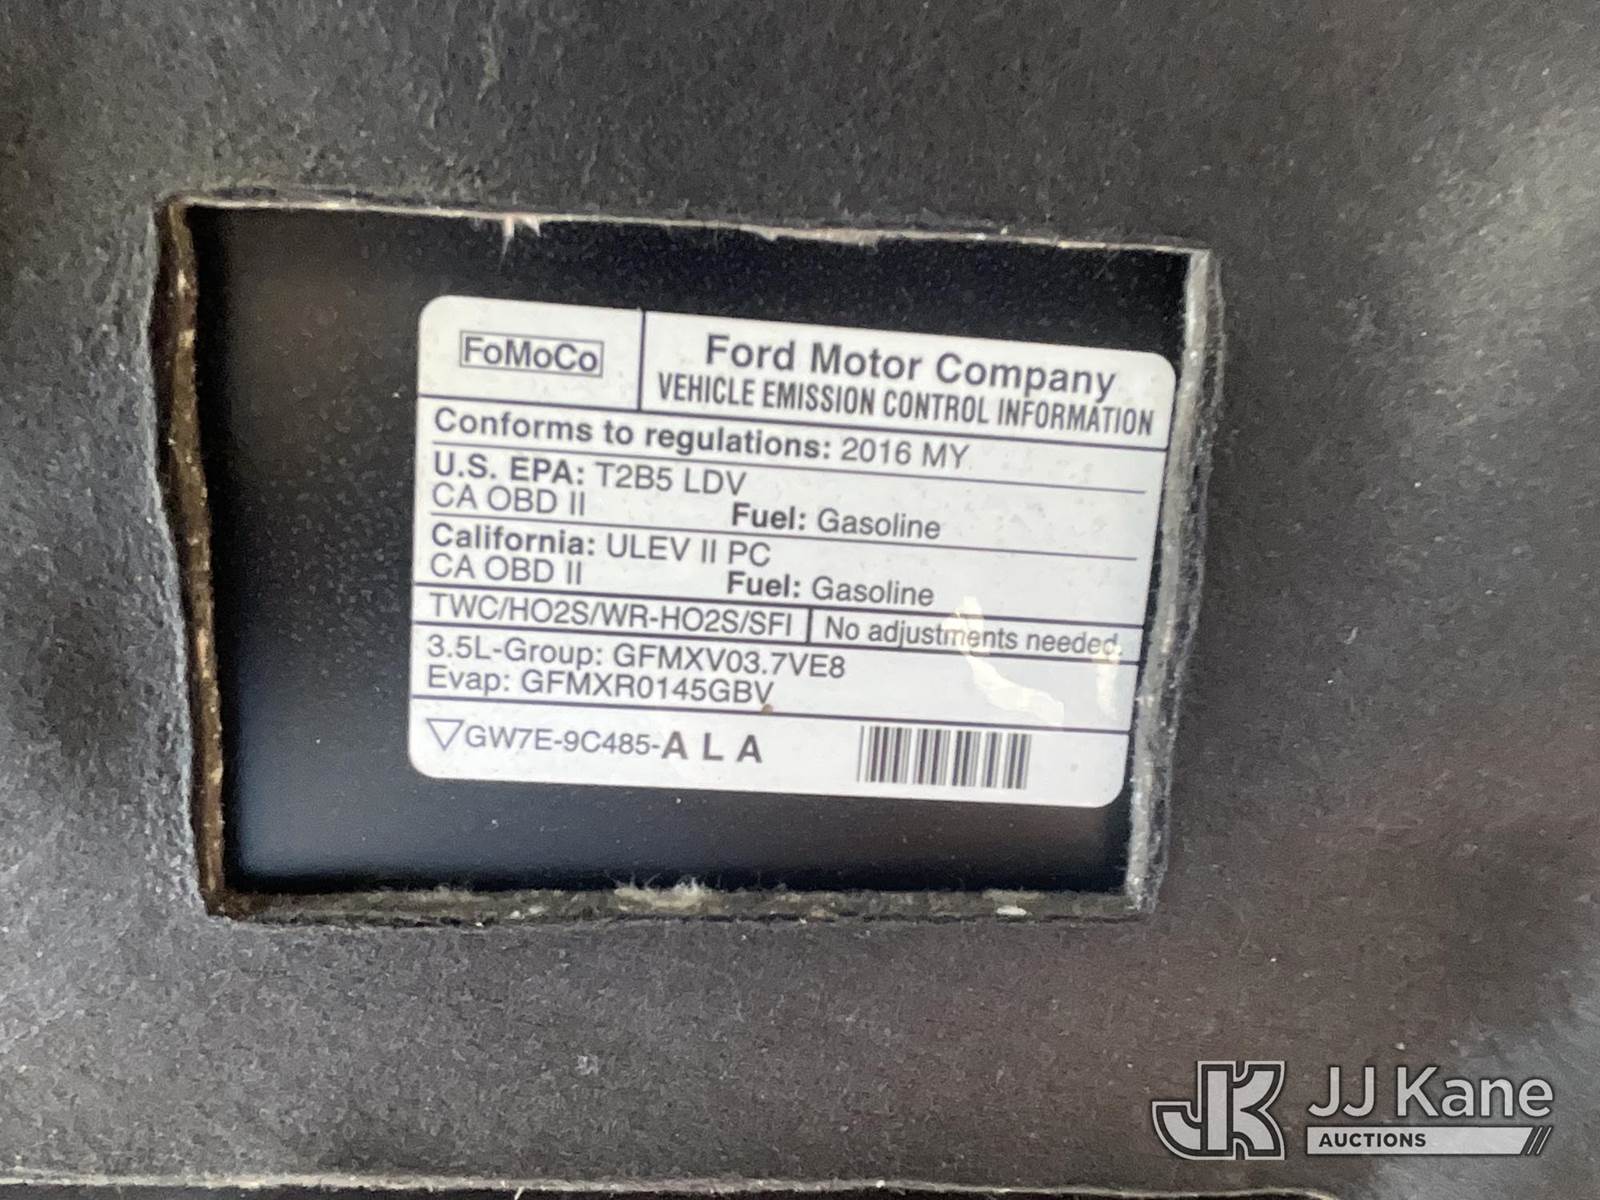 FoMoCo
Ford Motor Company
VEHICLE EMISSION CONTROL INFORMATION
Conforms to regulations: 2016 MY
U.S. EPA: T2B5 LDV
CA OBD II Fuel: Gasoline
California: ULEV II PC
CA OBD II Fuel: Gasoline
TWC/HO2S/WR-HO2S/SFI No adjustments needed.
3.5L-Group: GFMXV03.7VE8
Evap: GFMXR0145GBV
GW7E-9C485-A L A
JK JJ Kane
AUCTIONS